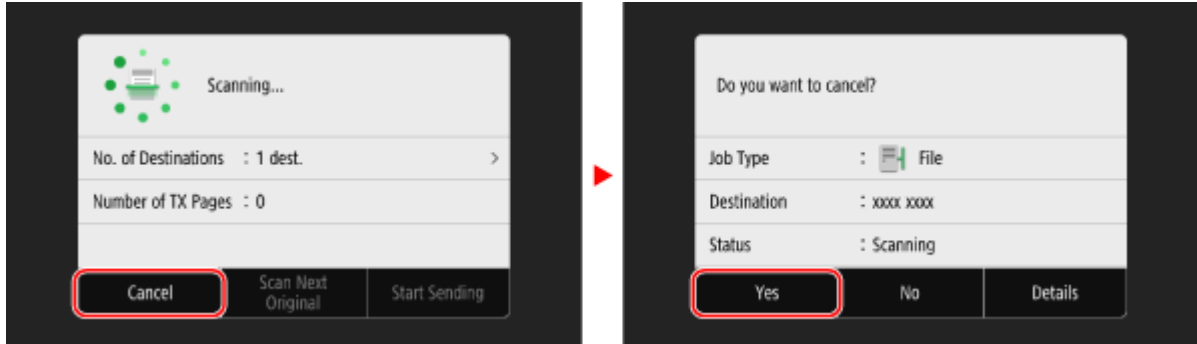 Scanning...
No. of Destinations : 1 dest.
>
Number of TX Pages : 0
Cancel
Scan Next
Original
Start Sending
Do you want to cancel?
Job Type : File
Destination : xxxx xxxx
Status : Scanning
Yes
No
Details